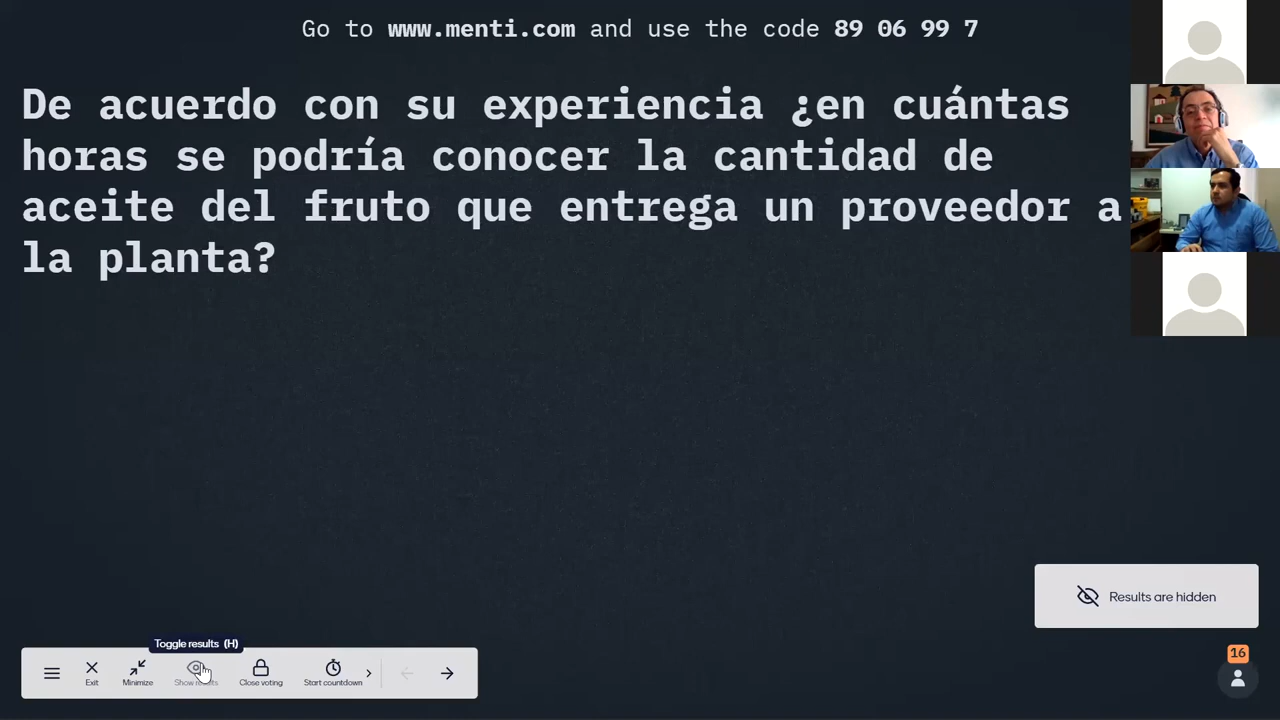 Go to www.menti.com and use the code 89 06 99 7
De acuerdo con su experiencia ¿en cuántas
horas se podría conocer la cantidad de
aceite del fruto que entrega un proveedor a
la planta?
Results are hidden
Toggle results (H)
Exit
Minimize
Show results
Close voting
Start countdown
16